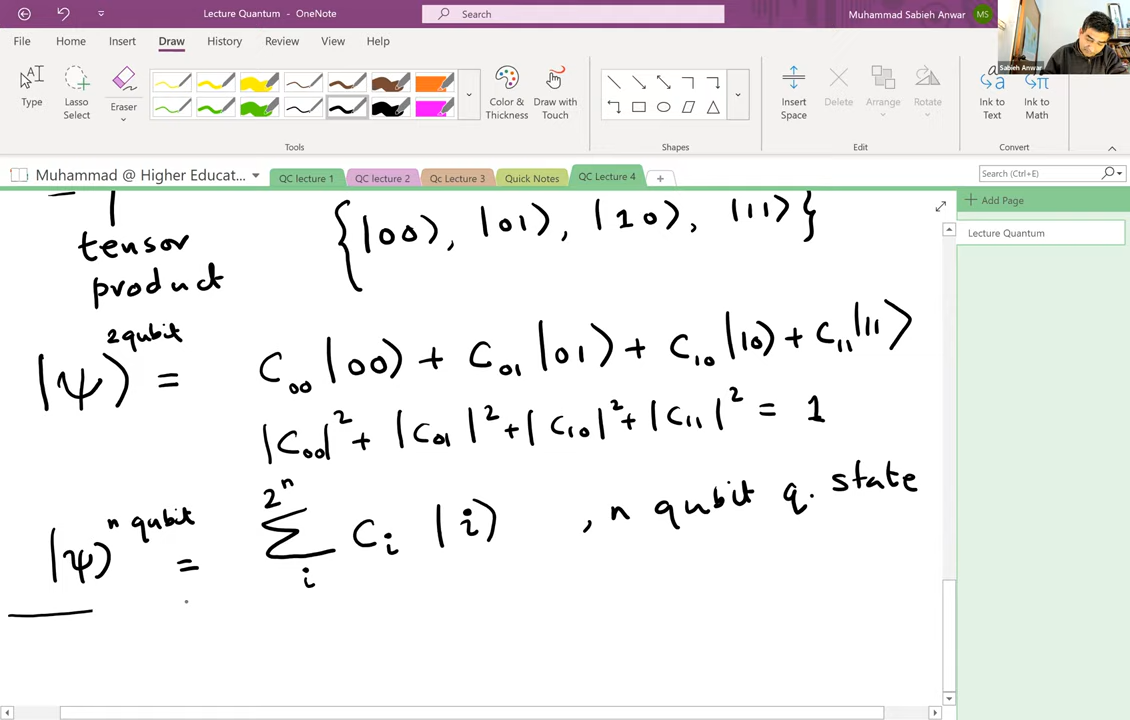 Lecture Quantum - OneNote
Search
Muhammad Sabieh Anwar
MS
Sabieh Anwar
File Home Insert Draw History Review View Help
Type
Lasso Select
Eraser
Color & Thickness
Draw with Touch
Insert Space
Delete
Arrange
Rotate
Ink to Text
Ink to Math
Tools
Shapes
Edit
Convert
Muhammad @ Higher Educat...
QC lecture 1
QC lecture 2
Qc Lecture 3
Quick Notes
QC Lecture 4
Search (Ctrl+E)
Add Page
Lecture Quantum
tensor
product
{|00⟩, |01⟩, |10⟩, |11⟩}
|ψ⟩^2qubit = C₀₀|00⟩ + C₀₁|01⟩ + C₁₀|10⟩ + C₁₁|11⟩
|C₀₀|² + |C₀₁|² + |C₁₀|² + |C₁₁|² = 1
|ψ⟩^n qubit = 2^n ∑ i C_i |i⟩ , n qubit q. state